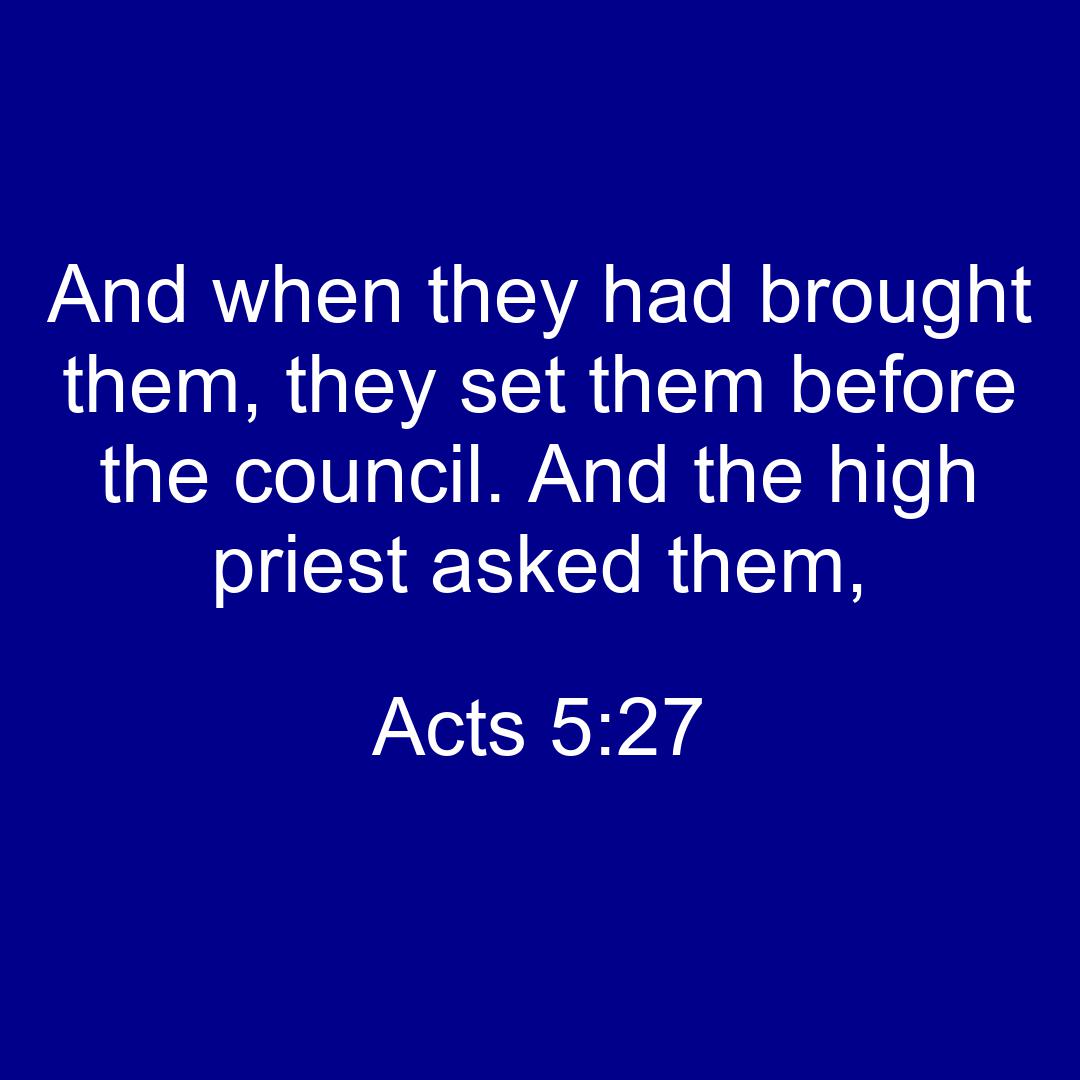 And when they had brought
them, they set them before
the council. And the high
priest asked them,
Acts 5:27